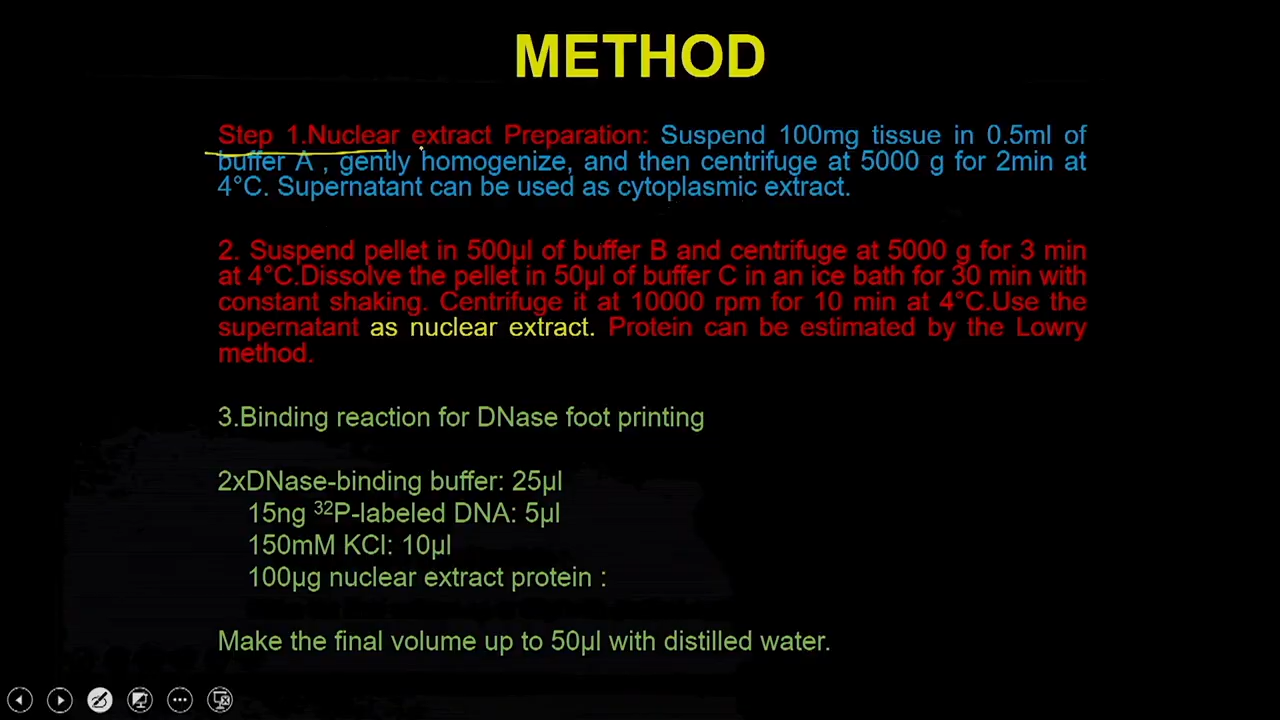 METHOD
Step 1.Nuclear extract Preparation: Suspend 100mg tissue in 0.5ml of
buffer A , gently homogenize, and then centrifuge at 5000 g for 2min at
4°C. Supernatant can be used as cytoplasmic extract.
2. Suspend pellet in 500µl of buffer B and centrifuge at 5000 g for 3 min
at 4°C.Dissolve the pellet in 50µl of buffer C in an ice bath for 30 min with
constant shaking. Centrifuge it at 10000 rpm for 10 min at 4°C.Use the
supernatant as nuclear extract. Protein can be estimated by the Lowry
method.
3.Binding reaction for DNase foot printing
2xDNase-binding buffer: 25µl
15ng ³²P-labeled DNA: 5µl
150mM KCl: 10µl
100µg nuclear extract protein :
Make the final volume up to 50µl with distilled water.